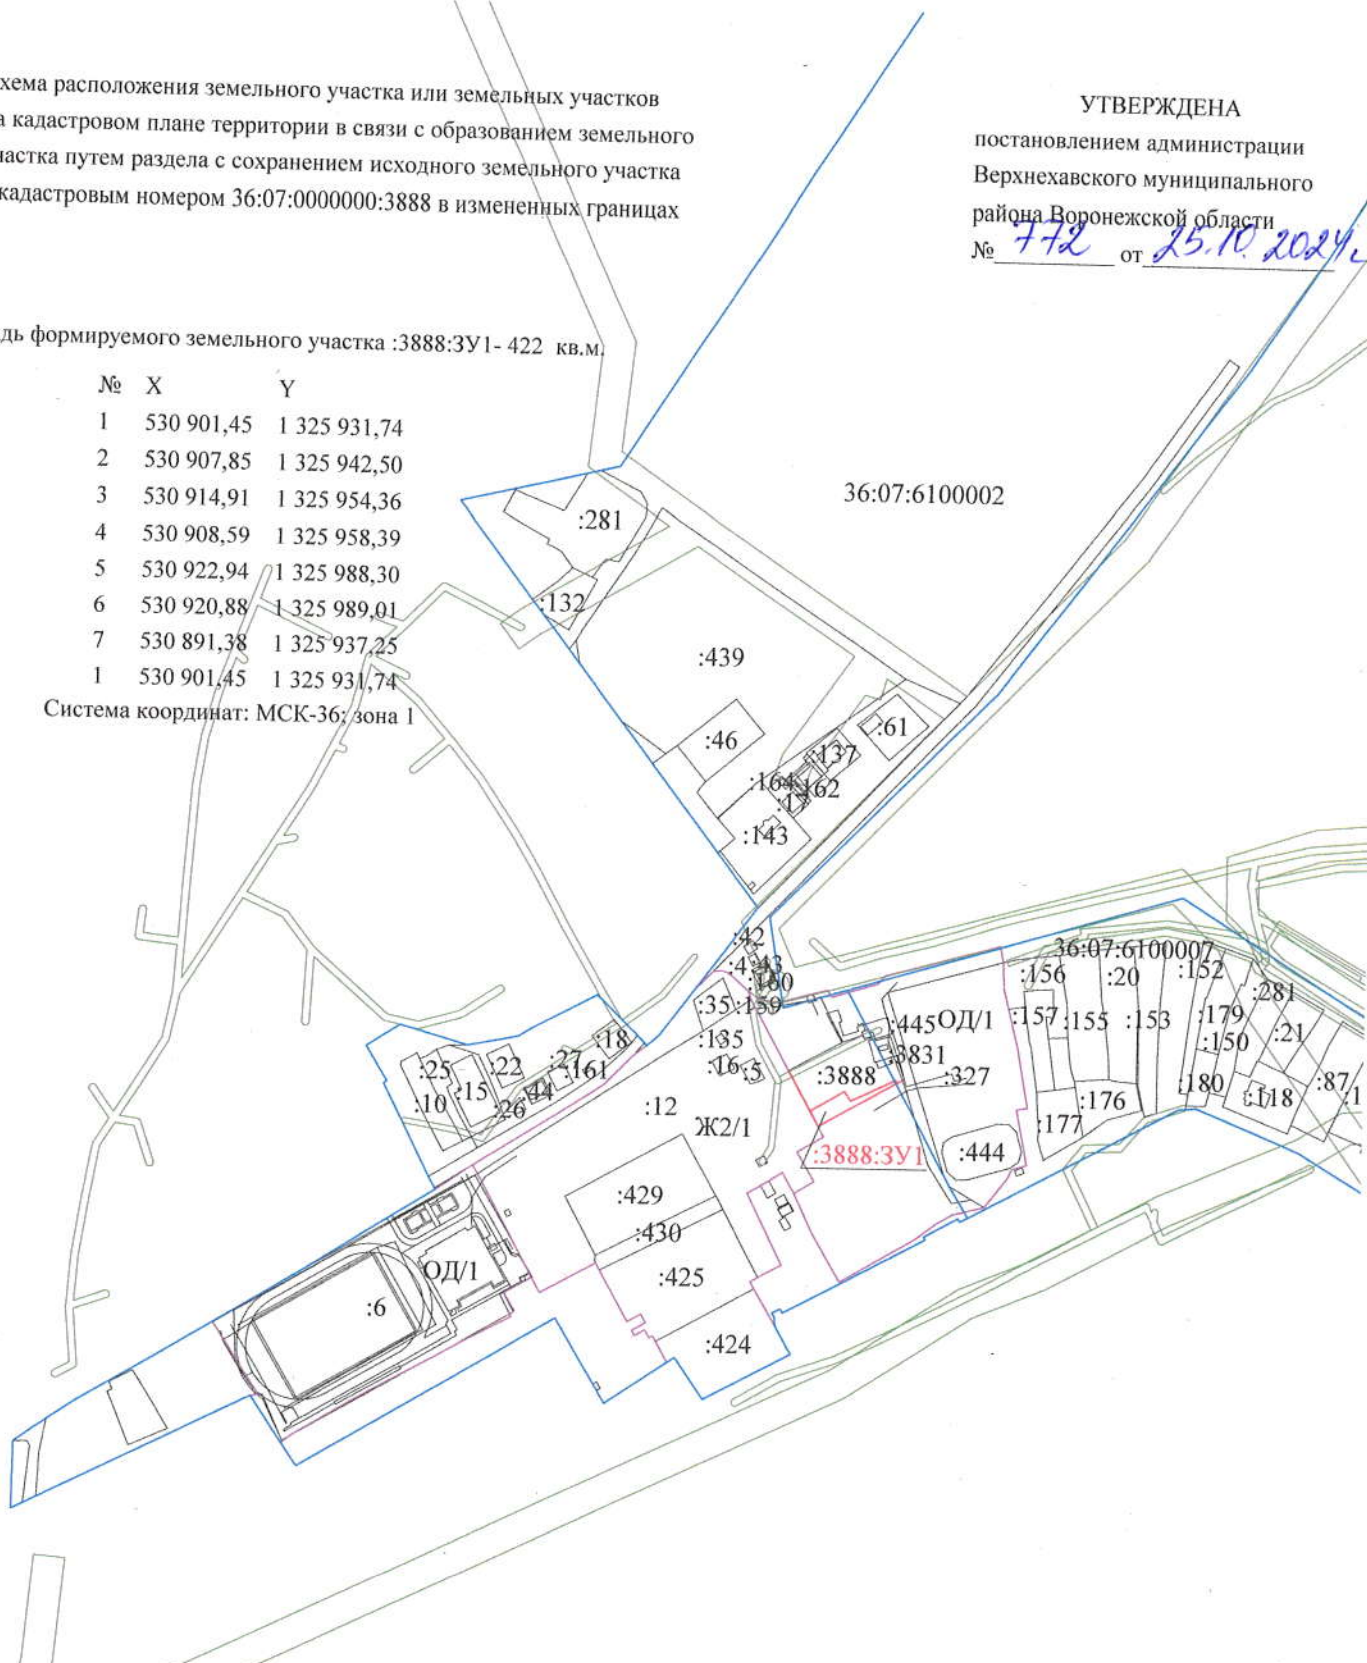 хема расположения земельного участка или земельных участков
а кадастровом плане территории в связи с образованием земельного
частка путем раздела с сохранением исходного земельного участка
кадастровым номером 36:07:0000000:3888 в измененных границах
УТВЕРЖДЕНА
постановлением администрации
Верхнехавского муниципального
района Воронежской области
№ 772 от 25.10.2024г
дь формируемого земельного участка :3888:ЗУ1- 422 кв.м.
№ X Y
1 530 901,45 1 325 931,74
2 530 907,85 1 325 942,50
3 530 914,91 1 325 954,36
4 530 908,59 1 325 958,39
5 530 922,94 1 325 988,30
6 530 920,88 1 325 989,01
7 530 891,38 1 325 937,25
1 530 901,45 1 325 931,74
Система координат: МСК-36; зона 1
36:07:6100002
:281
:132
:439
:46
:61
:137
:164
:162
:17
:143
:42
:43
:160
:35
:159
:135
:16
:5
36:07:6100007
:156
:20
:152
:281
:157
:155
:153
:179
:150
:21
:445
ОД/1
:3831
:327
:3888
:180
:118
:87
:1
:176
:177
:444
:18
:25
:22
:27
:161
:15
:44
:10
:26
:12
Ж2/1
:3888:ЗУ1
:429
:430
:425
:424
ОД/1
:6